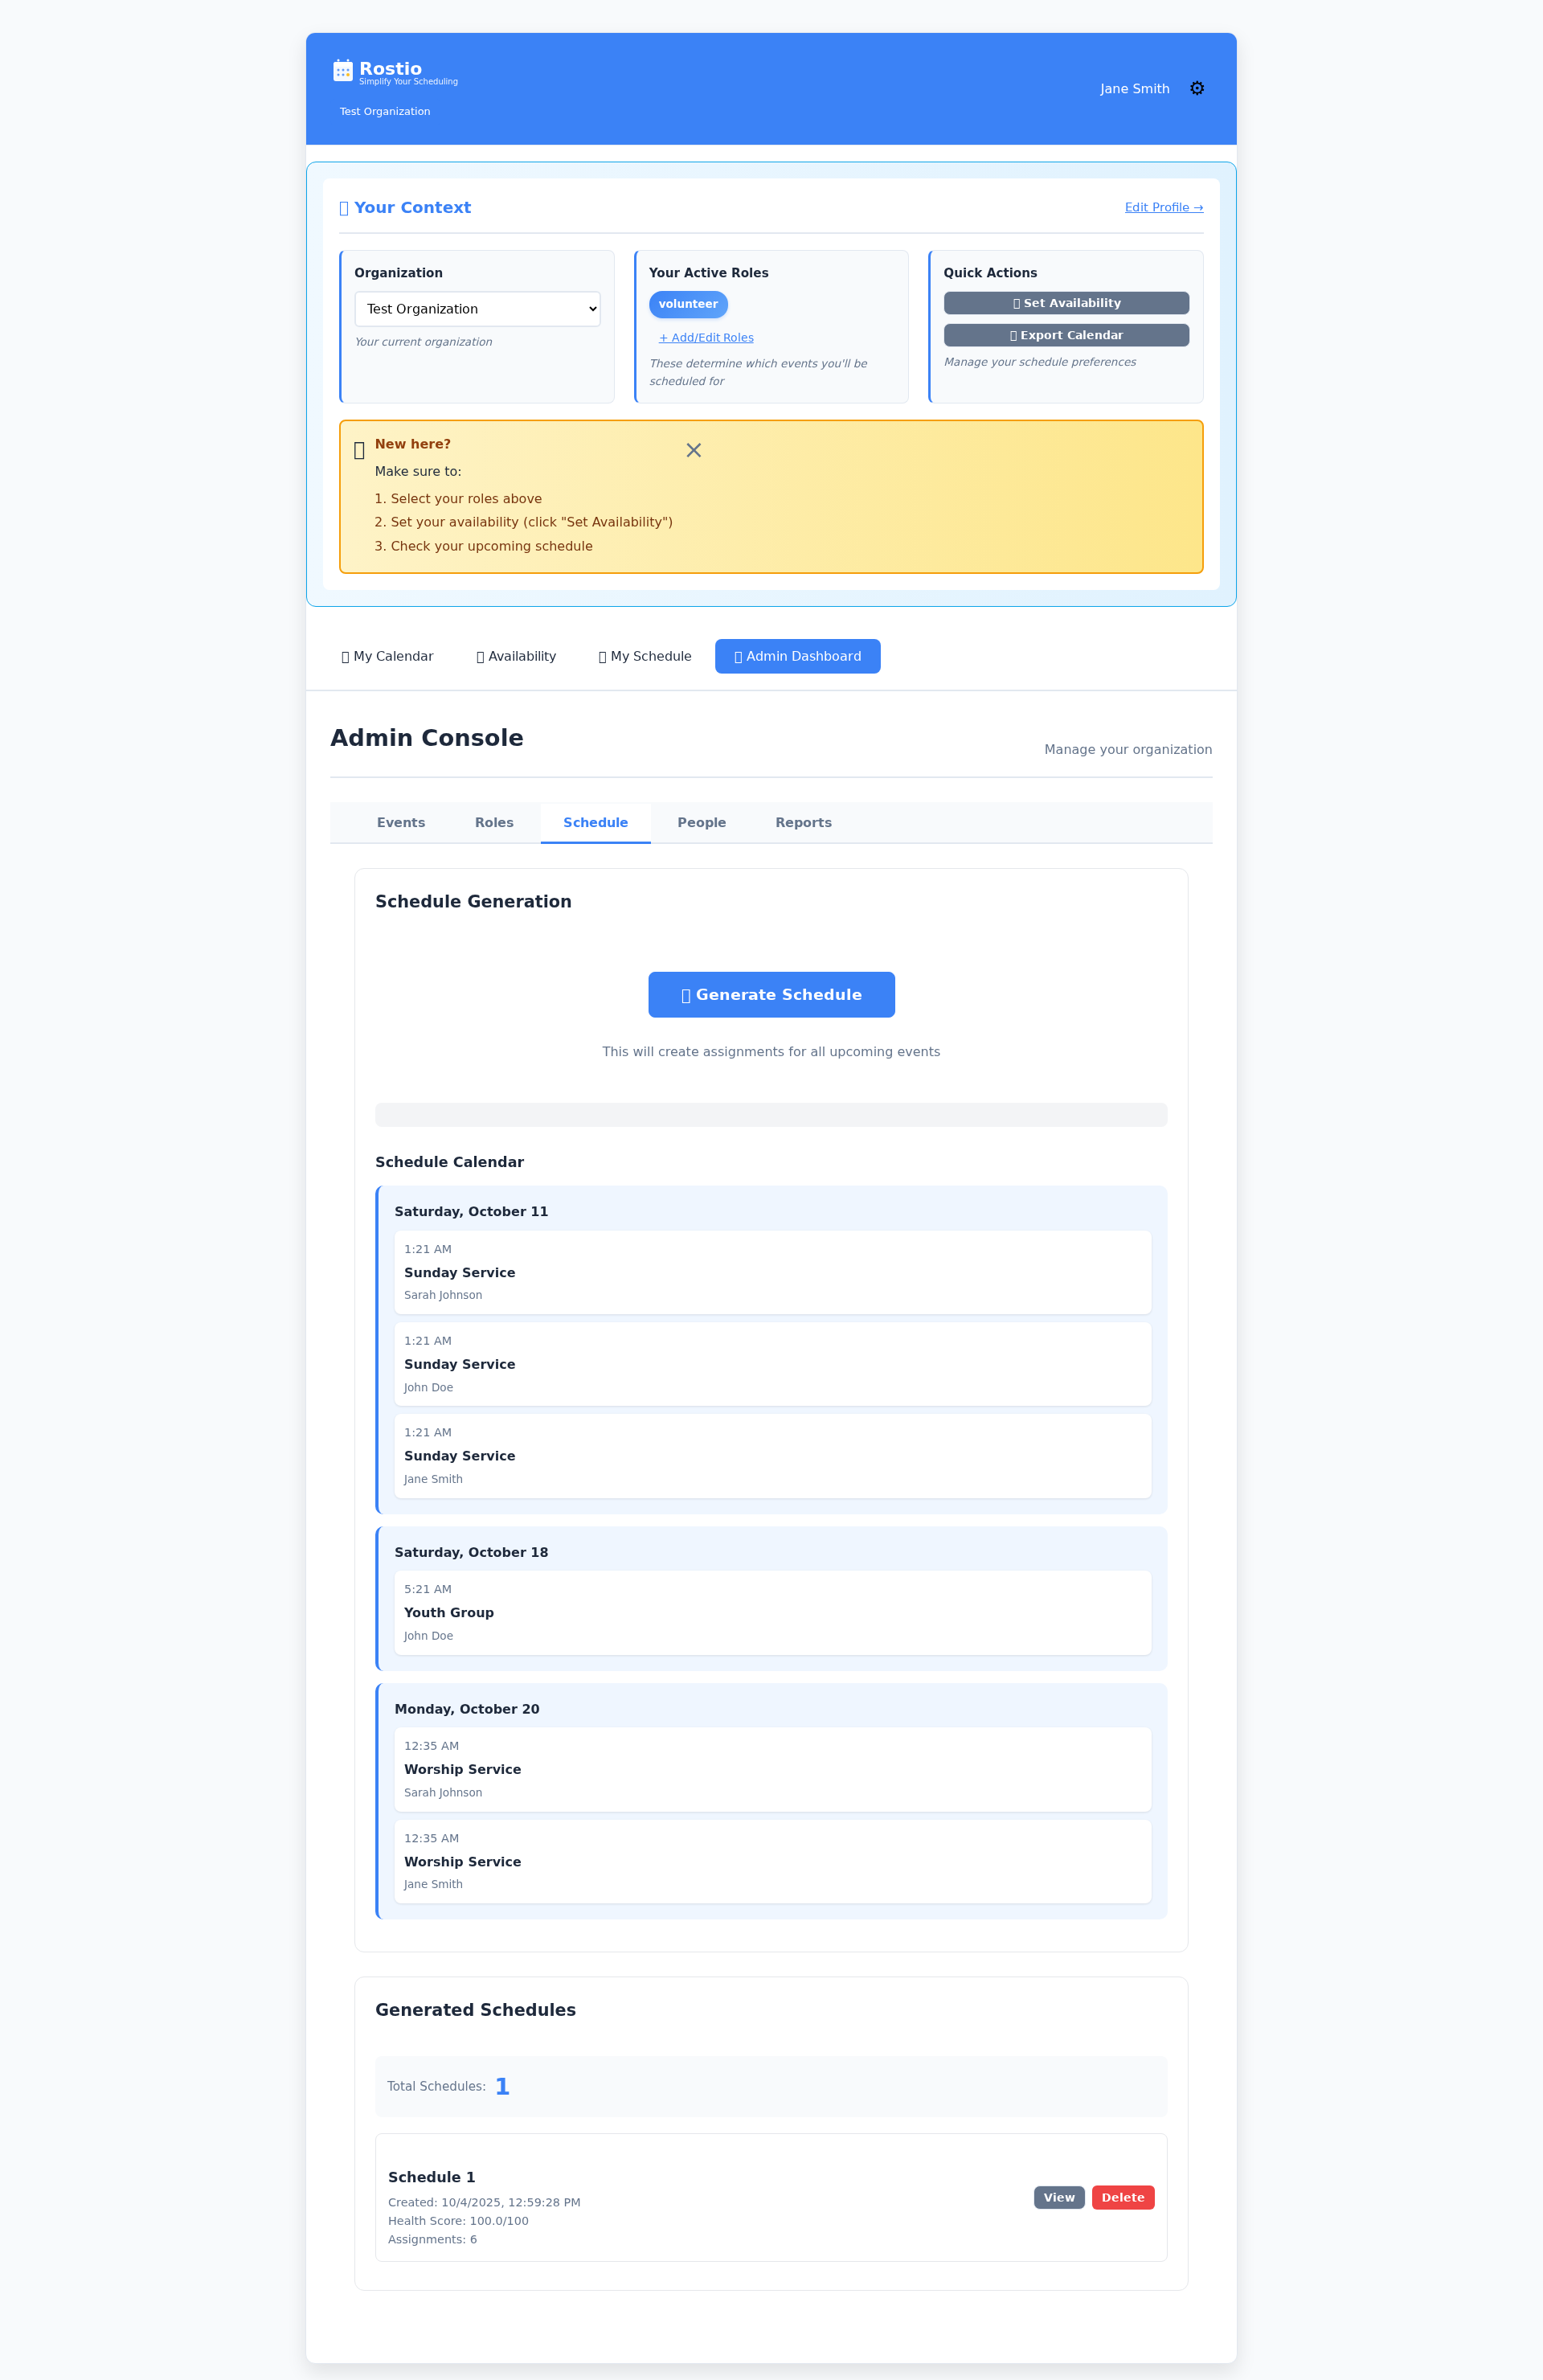 Rostio
Simplify Your Scheduling
Test Organization
Jane Smith
Your Context
Edit Profile →
Organization
Test Organization
Your current organization
Your Active Roles
volunteer
+ Add/Edit Roles
These determine which events you'll be
scheduled for
Quick Actions
Set Availability
Export Calendar
Manage your schedule preferences
New here?
Make sure to:
1. Select your roles above
2. Set your availability (click "Set Availability")
3. Check your upcoming schedule
×
My Calendar
Availability
My Schedule
Admin Dashboard
Admin Console
Manage your organization
Events
Roles
Schedule
People
Reports
Schedule Generation
Generate Schedule
This will create assignments for all upcoming events
Schedule Calendar
Saturday, October 11
1:21 AM
Sunday Service
Sarah Johnson
1:21 AM
Sunday Service
John Doe
1:21 AM
Sunday Service
Jane Smith
Saturday, October 18
5:21 AM
Youth Group
John Doe
Monday, October 20
12:35 AM
Worship Service
Sarah Johnson
12:35 AM
Worship Service
Jane Smith
Generated Schedules
Total Schedules: 1
Schedule 1
Created: 10/4/2025, 12:59:28 PM
Health Score: 100.0/100
Assignments: 6
View
Delete